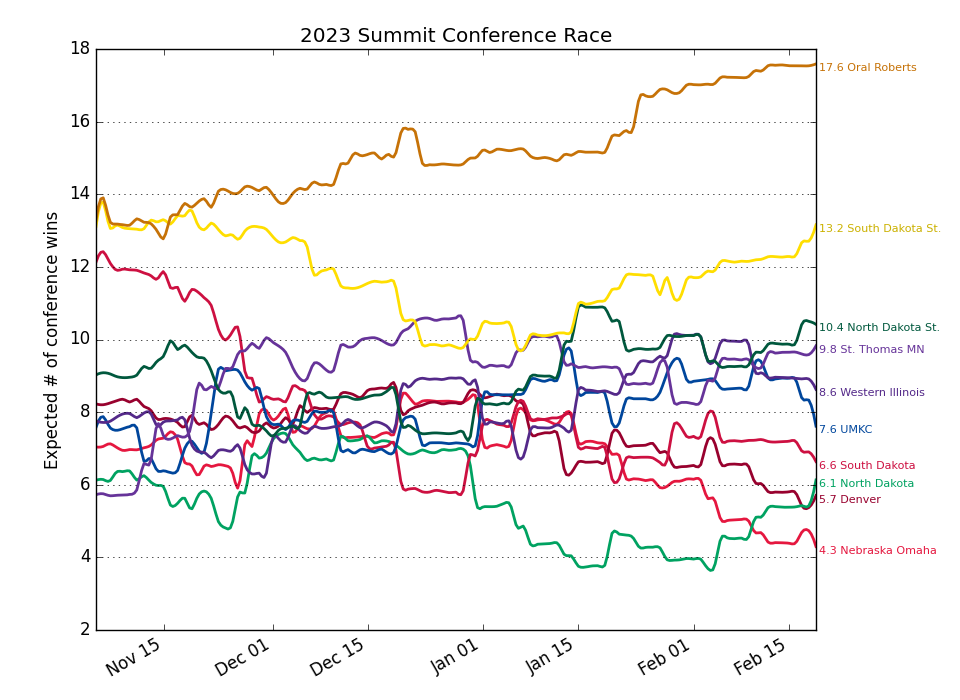 2023 Summit Conference Race
Expected # of conference wins
18
16
14
12
10
8
6
4
2
Nov 15
Dec 01
Dec 15
Jan 01
Jan 15
Feb 01
Feb 15
17.6 Oral Roberts
13.2 South Dakota St.
10.4 North Dakota St.
9.8 St. Thomas MN
8.6 Western Illinois
7.6 UMKC
6.6 South Dakota
6.1 North Dakota
5.7 Denver
4.3 Nebraska Omaha